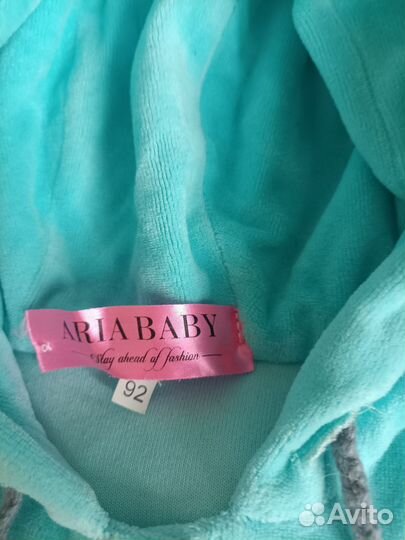 ARIA BABY
Stay ahead of fashion
92
Avito